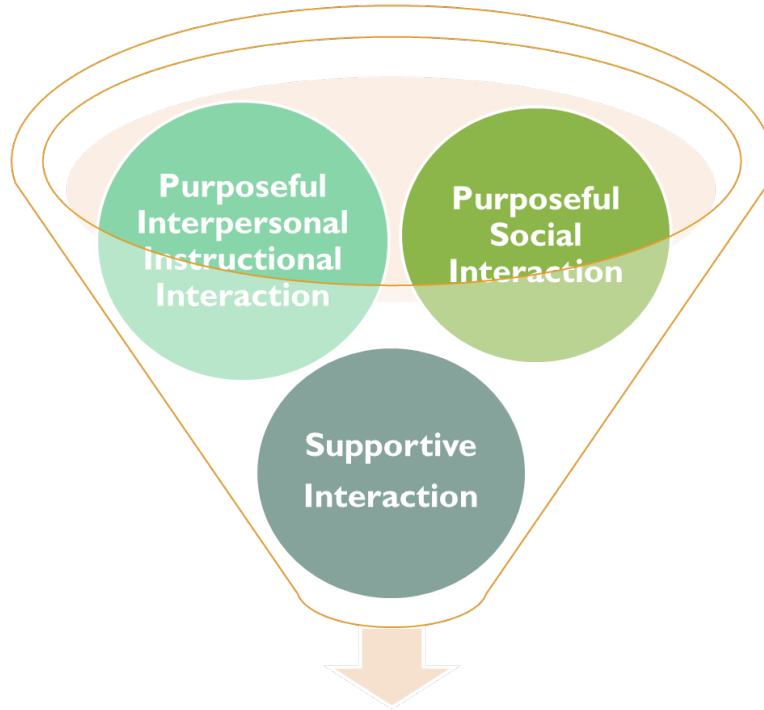 Purposeful
Interpersonal
Instructional
Interaction
Purposeful
Social
Interaction
Supportive
Interaction